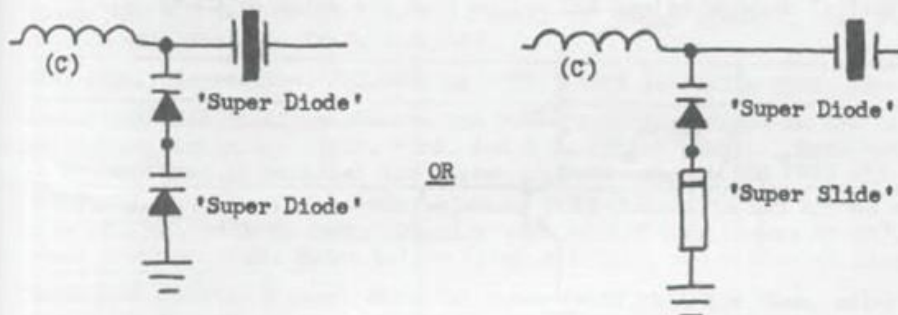 (C)
'Super Diode'
'Super Diode'
OR
(C)
'Super Diode'
'Super Slide'